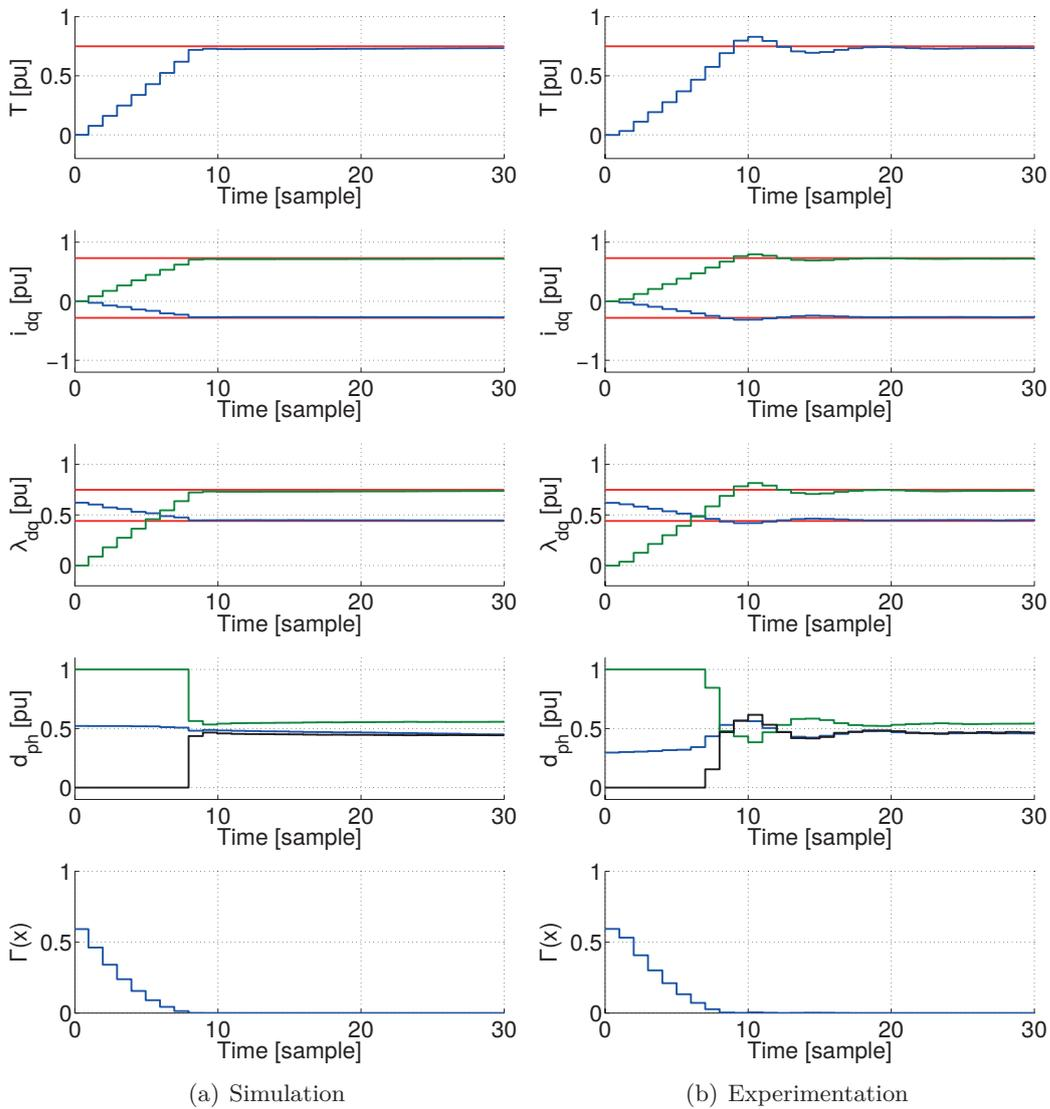 1
0.5
0
T [pu]
0 10 20 30
Time [sample]
1
0.5
0
T [pu]
0 10 20 30
Time [sample]
1
0
−1
i_dq [pu]
0 10 20 30
Time [sample]
1
0
−1
i_dq [pu]
0 10 20 30
Time [sample]
1
0.5
0
λ_dq [pu]
0 10 20 30
Time [sample]
1
0.5
0
λ_dq [pu]
0 10 20 30
Time [sample]
1
0.5
0
d_ph [pu]
0 10 20 30
Time [sample]
1
0.5
0
d_ph [pu]
0 10 20 30
Time [sample]
1
0.5
0
Γ(x)
0 10 20 30
Time [sample]
1
0.5
0
Γ(x)
0 10 20 30
Time [sample]
(a) Simulation
(b) Experimentation